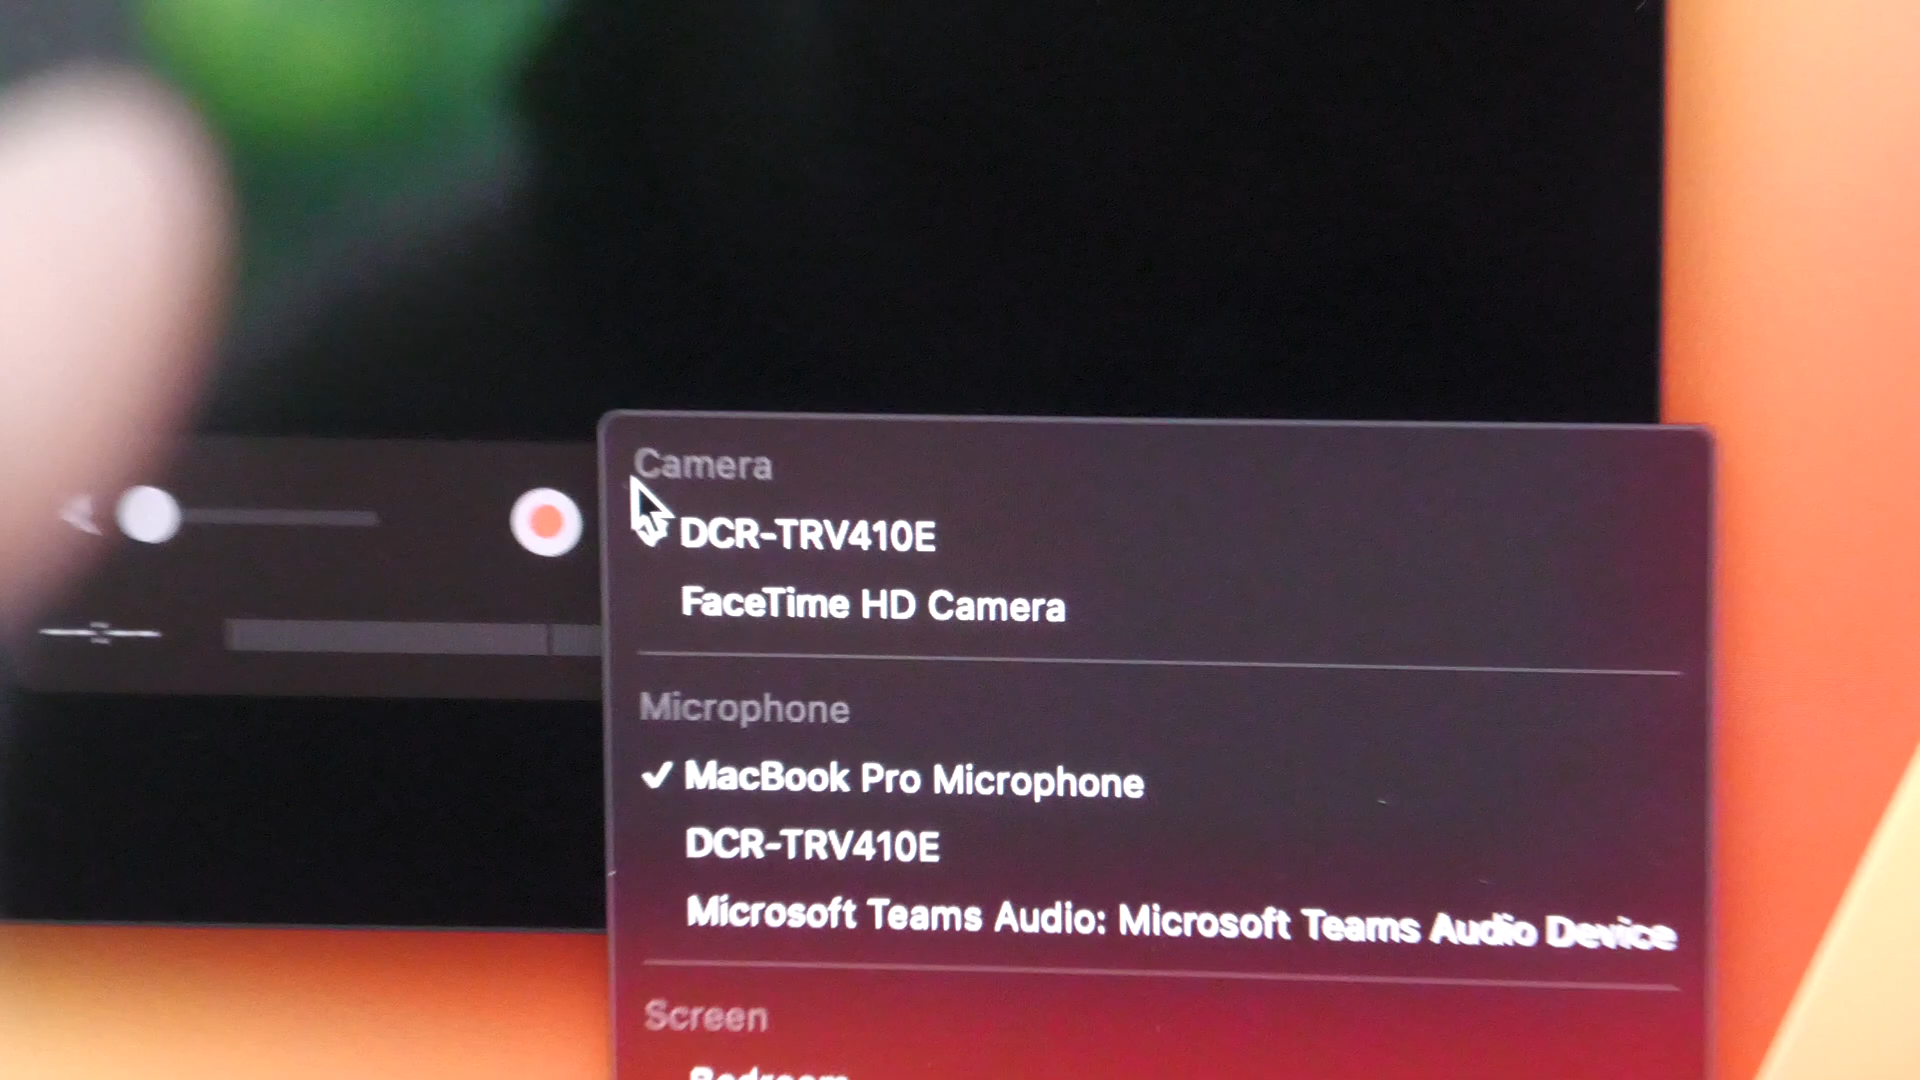 Camera
DCR-TRV410E
FaceTime HD Camera
Microphone
✓ MacBook Pro Microphone
DCR-TRV410E
Microsoft Teams Audio: Microsoft Teams Audio Device
Screen
Bedroom